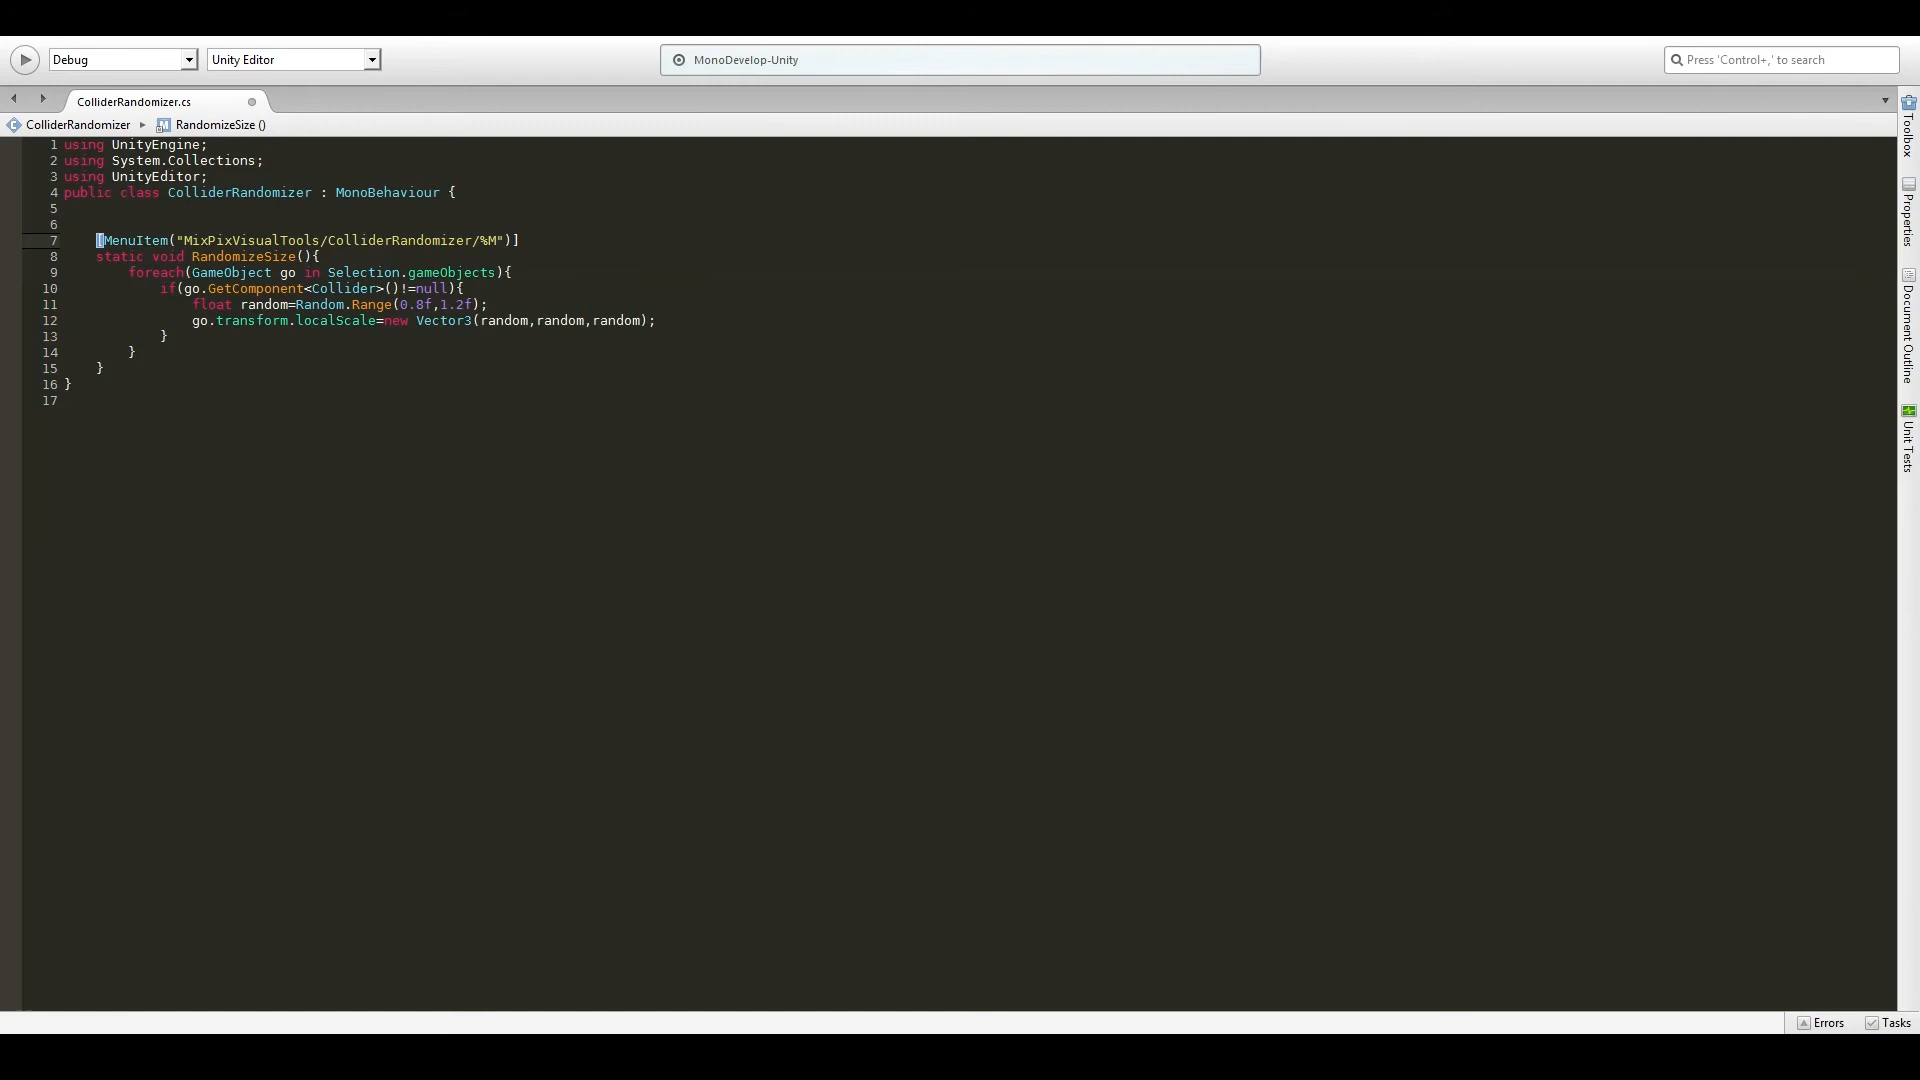 Debug
Unity Editor
MonoDevelop-Unity
Press 'Control+,' to search
ColliderRandomizer.cs
ColliderRandomizer
RandomizeSize ()
1 using UnityEngine;
2 using System.Collections;
3 using UnityEditor;
4 public class ColliderRandomizer : MonoBehaviour {
5
6
7     [MenuItem("MixPixVisualTools/ColliderRandomizer/%M")]
8     static void RandomizeSize(){
9         foreach(GameObject go in Selection.gameObjects){
10             if(go.GetComponent<Collider>()!=null){
11                 float random=Random.Range(0.8f,1.2f);
12                 go.transform.localScale=new Vector3(random,random,random);
13             }
14         }
15     }
16 }
17
Toolbox
Properties
Document Outline
Unit Tests
Errors
Tasks